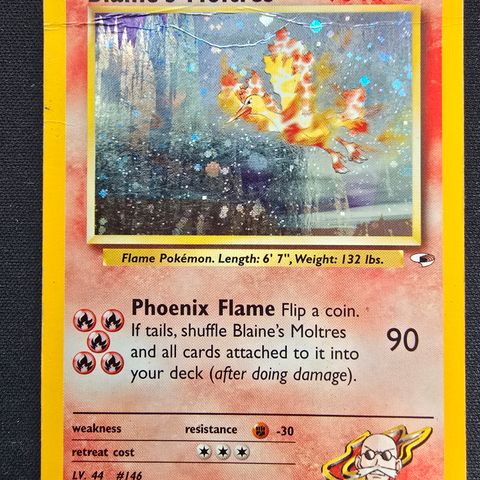 Blaine's Moltres
Flame Pokémon. Length: 6' 7", Weight: 132 lbs.
Phoenix Flame Flip a coin.
If tails, shuffle Blaine's Moltres
and all cards attached to it into
your deck (after doing damage).
90
weakness
resistance
-30
retreat cost
LV. 44 #146